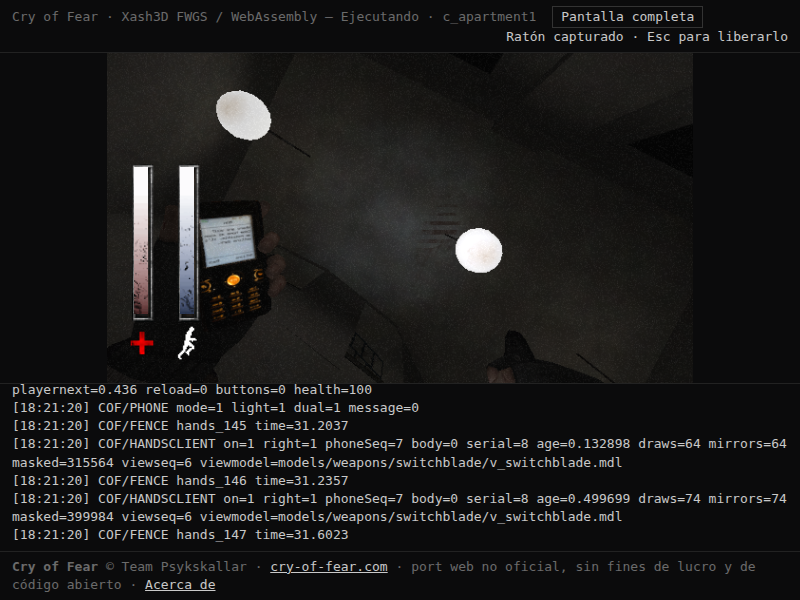 Cry of Fear · Xash3D FWGS / WebAssembly — Ejecutando · c_apartment1 Pantalla completa
Ratón capturado · Esc para liberarlo
playernext=0.436 reload=0 buttons=0 health=100
[18:21:20] COF/PHONE mode=1 light=1 dual=1 message=0
[18:21:20] COF/FENCE hands_145 time=31.2037
[18:21:20] COF/HANDSCLIENT on=1 right=1 phoneSeq=7 body=0 serial=8 age=0.132898 draws=64 mirrors=64
masked=315564 viewseq=6 viewmodel=models/weapons/switchblade/v_switchblade.mdl
[18:21:20] COF/FENCE hands_146 time=31.2357
[18:21:20] COF/HANDSCLIENT on=1 right=1 phoneSeq=7 body=0 serial=8 age=0.499699 draws=74 mirrors=74
masked=399984 viewseq=6 viewmodel=models/weapons/switchblade/v_switchblade.mdl
[18:21:20] COF/FENCE hands_147 time=31.6023
Cry of Fear © Team Psykskallar · cry-of-fear.com · port web no oficial, sin fines de lucro y de
código abierto · Acerca de